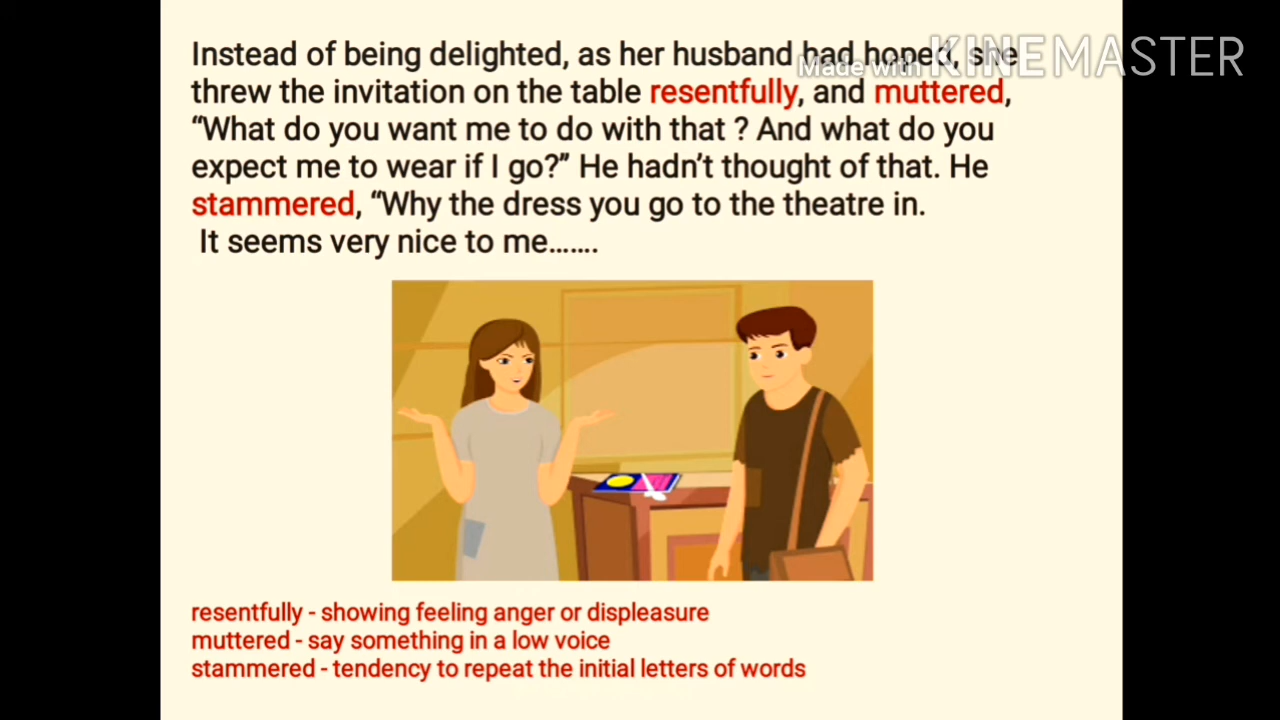 Instead of being delighted, as her husband had hoped, she
Made with KINEMASTER
threw the invitation on the table resentfully, and muttered,
“What do you want me to do with that ? And what do you
expect me to wear if I go?” He hadn’t thought of that. He
stammered, “Why the dress you go to the theatre in.
It seems very nice to me.......
resentfully - showing feeling anger or displeasure
muttered - say something in a low voice
stammered - tendency to repeat the initial letters of words